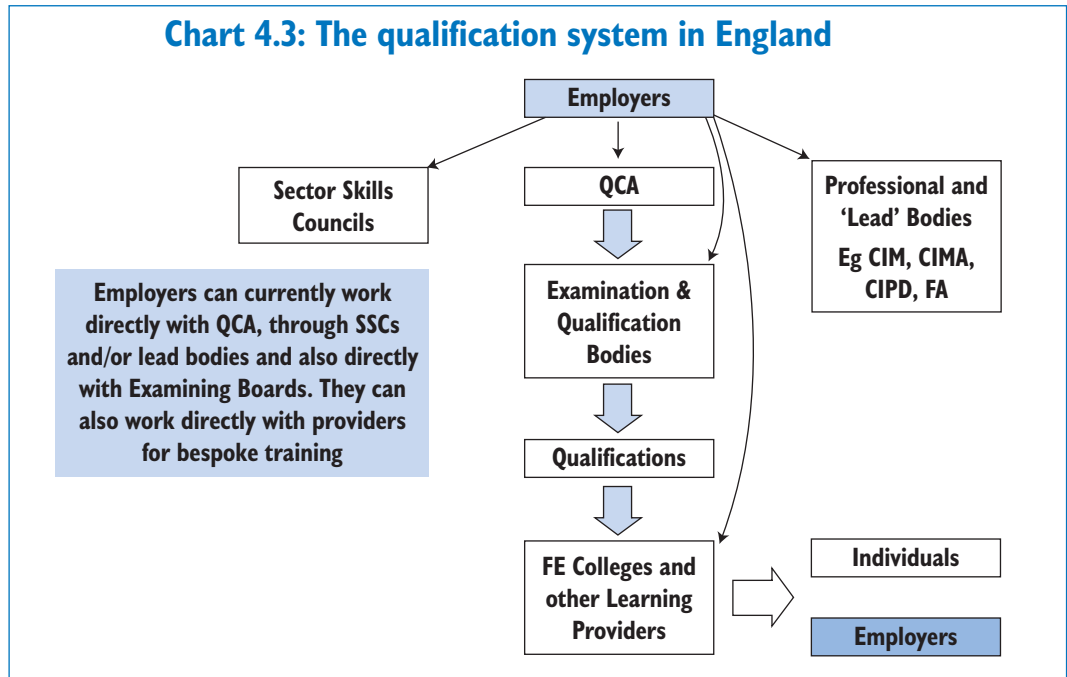 Chart 4.3: The qualification system in England
Employers
Sector Skills
Councils
QCA
Professional and
‘Lead’ Bodies
Eg CIM, CIMA,
CIPD, FA
Employers can currently work
directly with QCA, through SSCs
and/or lead bodies and also directly
with Examining Boards. They can
also work directly with providers
for bespoke training
Examination &
Qualification
Bodies
Qualifications
FE Colleges and
other Learning
Providers
Individuals
Employers